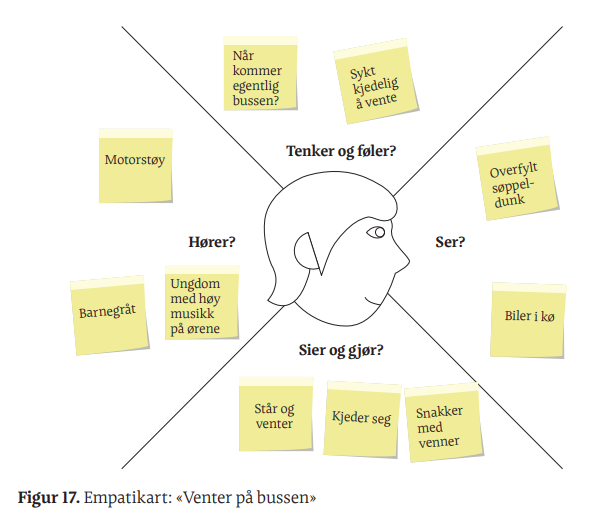 Når
kommer
egentlig
bussen?
Sykt
kjedelig
å vente
Tenker og føler?
Motorstøy
Overfylt
søppel-
dunk
Hører?
Ser?
Barnegråt
Ungdom
med høy
musikk
på ørene
Biler i kø
Sier og gjør?
Står og
venter
Kjeder seg
Snakker
med
venner
Figur 17. Empatikart: «Venter på bussen»